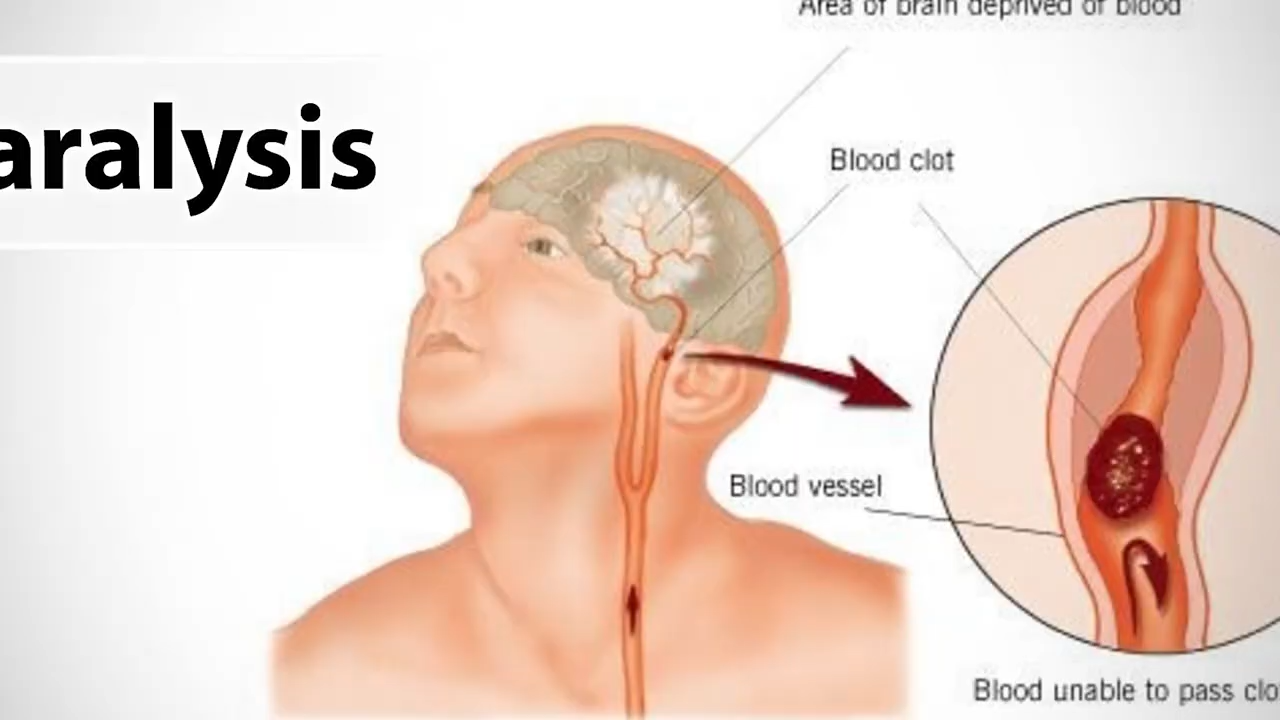 Area of brain deprived of blood
aralysis
Blood clot
Blood vessel
Blood unable to pass clo